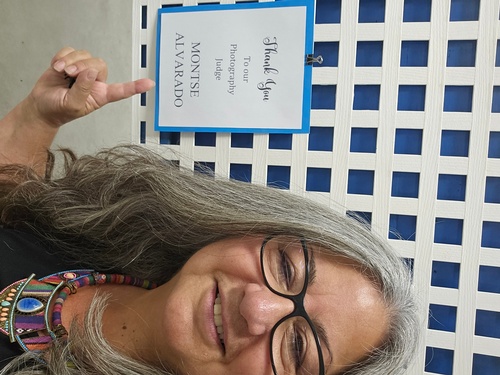 Thank You
To our
Photography
Judge
MONTSE
ALVARADO